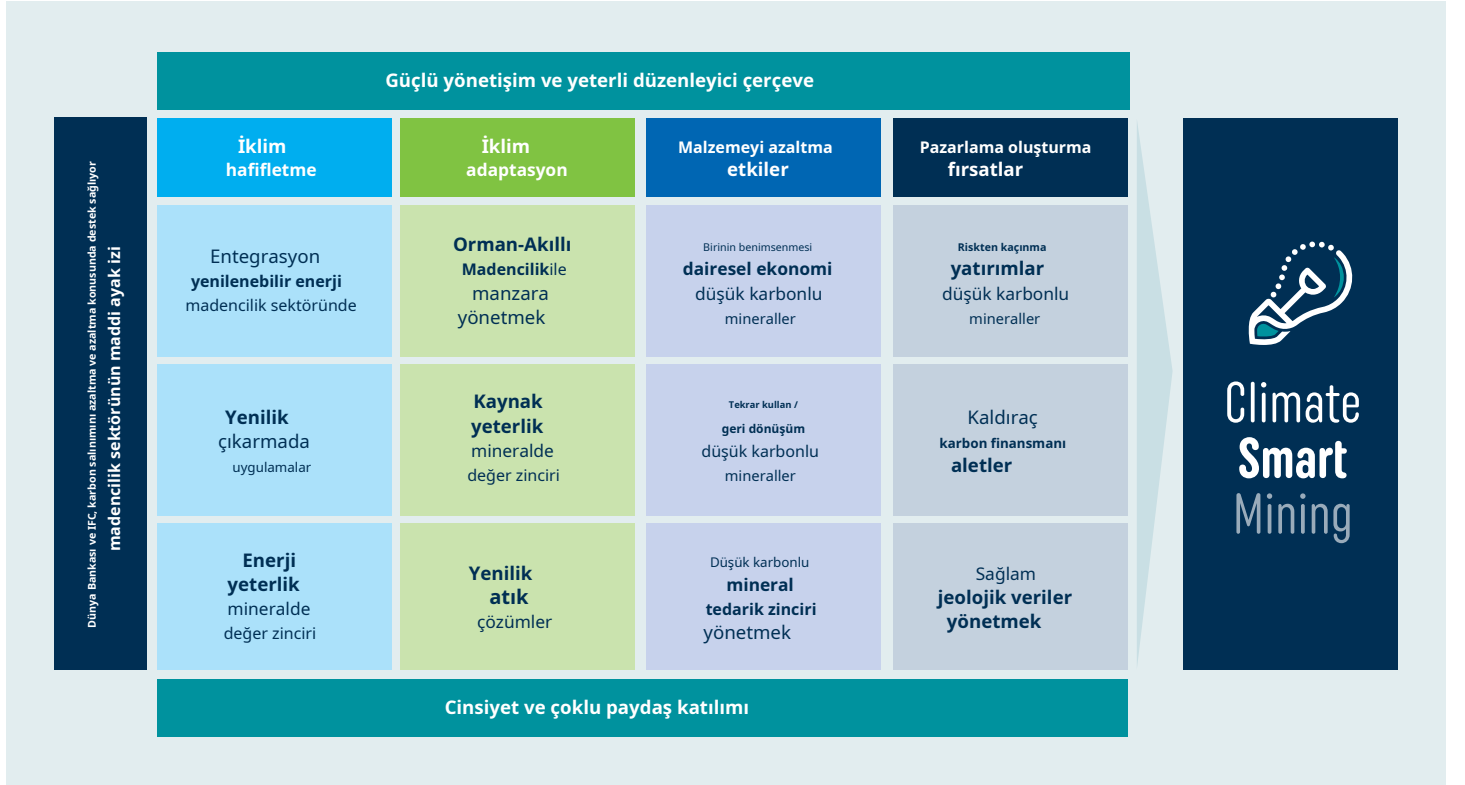 Güçlü yönetişim ve yeterli düzenleyici çerçeve
Dünya Bankası ve IFC, karbon salınımını azaltma ve azaltma konusunda destek sağlıyor
madencilik sektörünün maddi ayak izi
İklim
hafifletme
İklim
adaptasyon
Malzemeyi azaltma
etkiler
Pazarlama oluşturma
fırsatlar
Entegrasyon
yenilenebilir enerji
madencilik sektöründe
Orman-Akıllı
Madencilikile
manzara
yönetmek
Birinin benimsenmesi
dairesel ekonomi
düşük karbonlu
mineraller
Riskten kaçınma
yatırımlar
düşük karbonlu
mineraller
Yenilik
çıkarmada
uygulamalar
Kaynak
yeterlik
mineralde
değer zinciri
Tekrar kullan /
geri dönüşüm
düşük karbonlu
mineraller
Kaldıraç
karbon finansmanı
aletler
Enerji
yeterlik
mineralde
değer zinciri
Yenilik
atık
çözümler
Düşük karbonlu
mineral
tedarik zinciri
yönetmek
Sağlam
jeolojik veriler
yönetmek
Cinsiyet ve çoklu paydaş katılımı
Climate
Smart
Mining